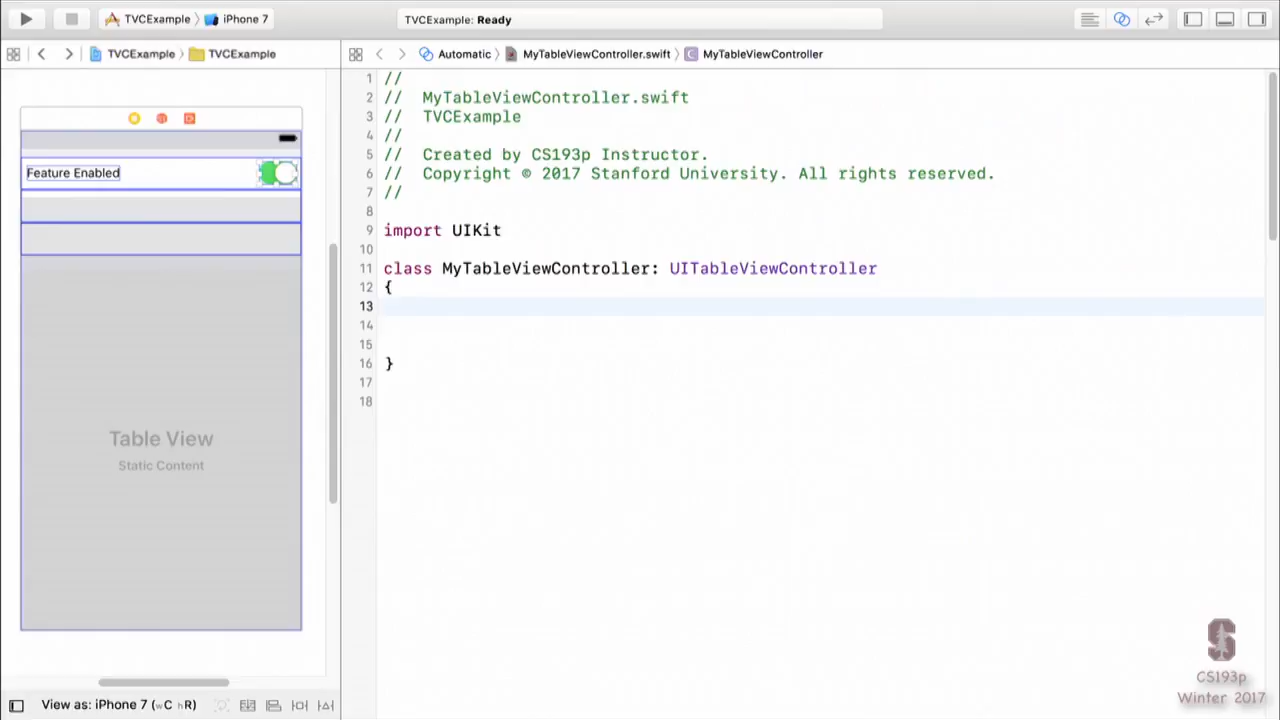 TVCExample iPhone 7
TVCExample: Ready
TVCExample TVCExample
Automatic MyTableViewController.swift C MyTableViewController
Feature Enabled
Table View
Static Content
View as: iPhone 7 (wC hR)
1 //
2 //  MyTableViewController.swift
3 //  TVCExample
4 //
5 //  Created by CS193p Instructor.
6 //  Copyright © 2017 Stanford University. All rights reserved.
7 //
8
9 import UIKit
10
11 class MyTableViewController: UITableViewController
12 {
13
14
15
16 }
17
18
S
CS193p
Winter 2017